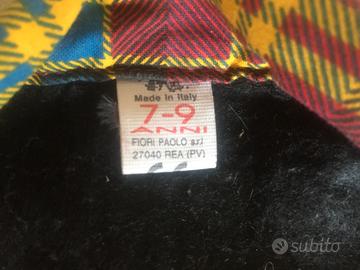 Made in Italy
7-9
ANNI
FIORI PAOLO s.r.l
27040 REA (PV)
subito